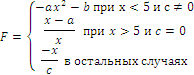 F = { −ax² − b при x < 5 и c ≠ 0
(x − a)/x при x > 5 и c = 0
−x/c в остальных случаях